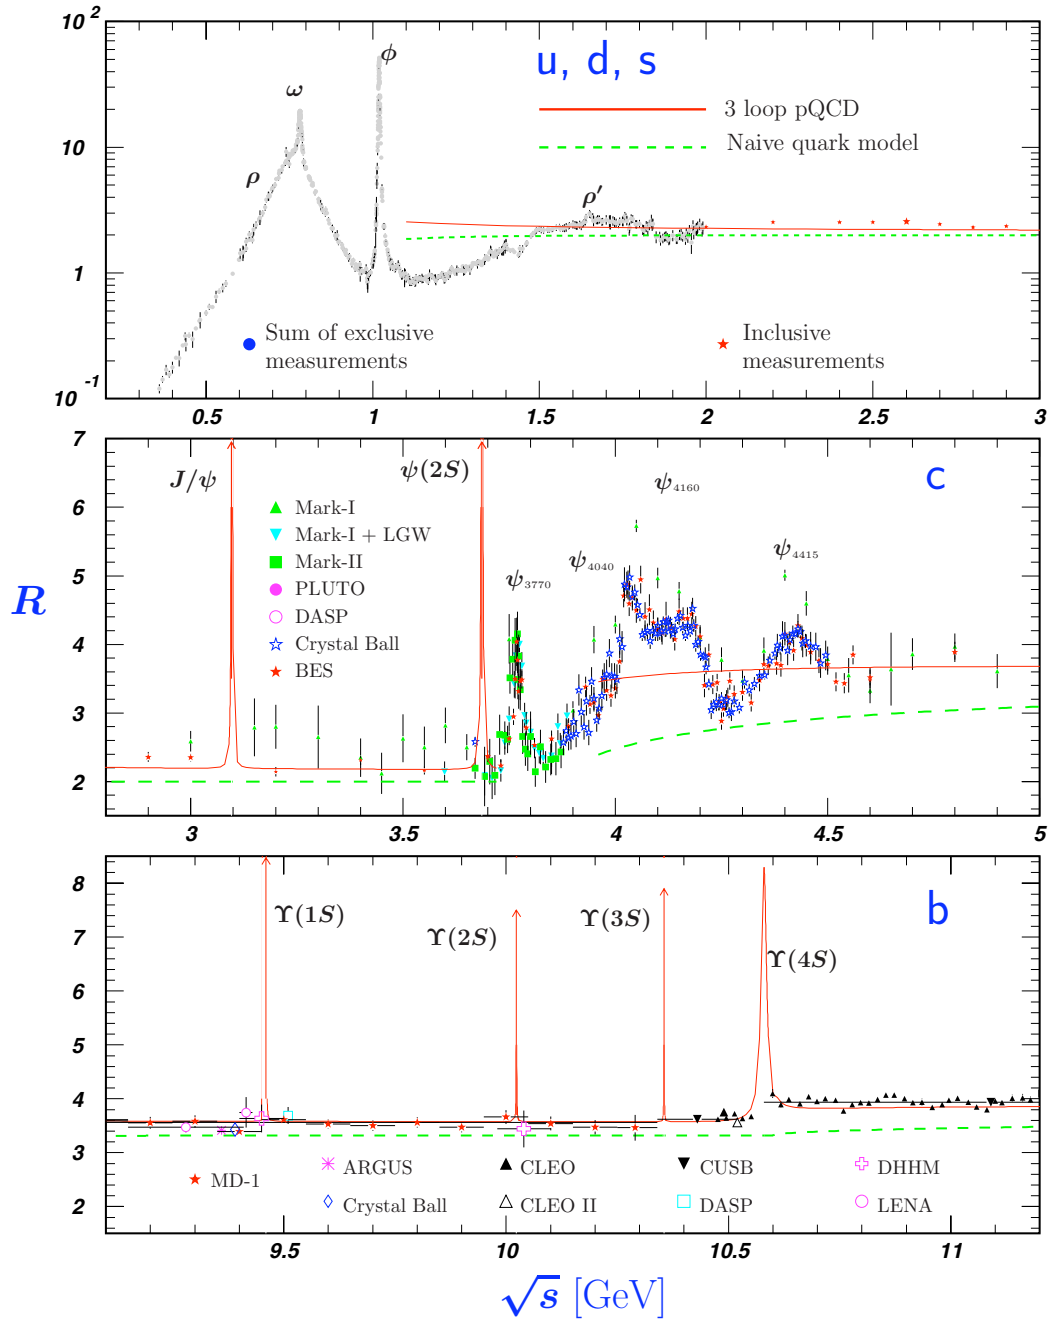 10 2
10
1
10 -1
u, d, s
ω
ϕ
ρ
ρ′
3 loop pQCD
Naive quark model
Sum of exclusive
measurements
Inclusive
measurements
0.5 1 1.5 2 2.5 3
R
7
6
5
4
3
2
c
J/ψ
ψ(2S)
ψ3770
ψ4040
ψ4160
ψ4415
Mark-I
Mark-I + LGW
Mark-II
PLUTO
DASP
Crystal Ball
BES
3 3.5 4 4.5 5
8
7
6
5
4
3
2
b
Υ(1S)
Υ(2S)
Υ(3S)
Υ(4S)
MD-1
ARGUS
Crystal Ball
CLEO
CLEO II
CUSB
DASP
DHHM
LENA
9.5 10 10.5 11
√s [GeV]